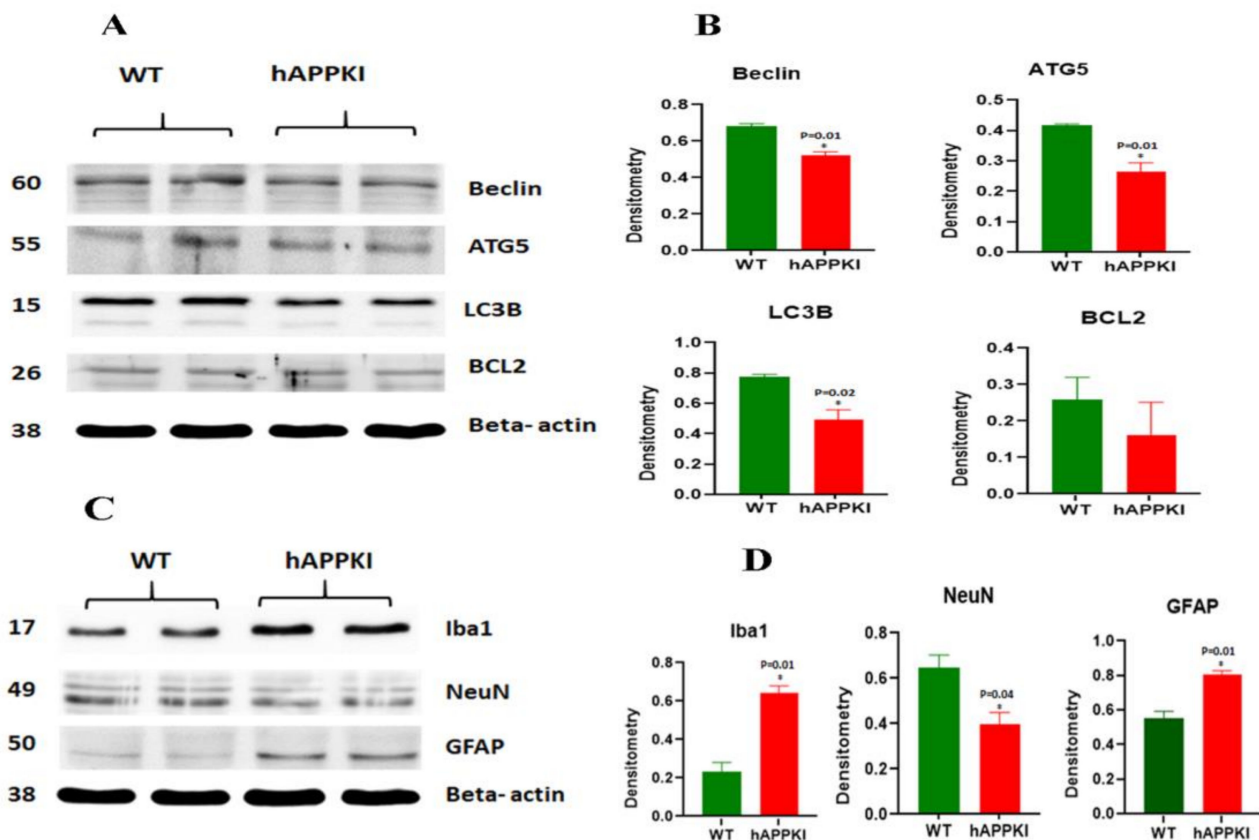 A
WT hAPPKI
60 Beclin
55 ATG5
15 LC3B
26 BCL2
38 Beta-actin
B
Beclin
Densitometry
0.8
0.6
0.4
0.2
0.0
P=0.01
*
WT hAPPKI
ATG5
Densitometry
0.5
0.4
0.3
0.2
0.1
0.0
P=0.01
*
WT hAPPKI
LC3B
Densitometry
1.0
0.8
0.6
0.4
0.2
0.0
P=0.02
*
WT hAPPKI
BCL2
Densitometry
0.4
0.3
0.2
0.1
0.0
WT hAPPKI
C
WT hAPPKI
17 Iba1
49 NeuN
50 GFAP
38 Beta-actin
D
Iba1
Densitometry
0.8
0.6
0.4
0.2
P=0.01
*
WT hAPPKI
NeuN
Densitometry
0.8
0.6
0.4
0.2
0.0
P=0.04
*
WT hAPPKI
GFAP
Densitometry
1.0
0.8
0.6
0.4
0.2
0.0
P=0.01
*
WT hAPPKI